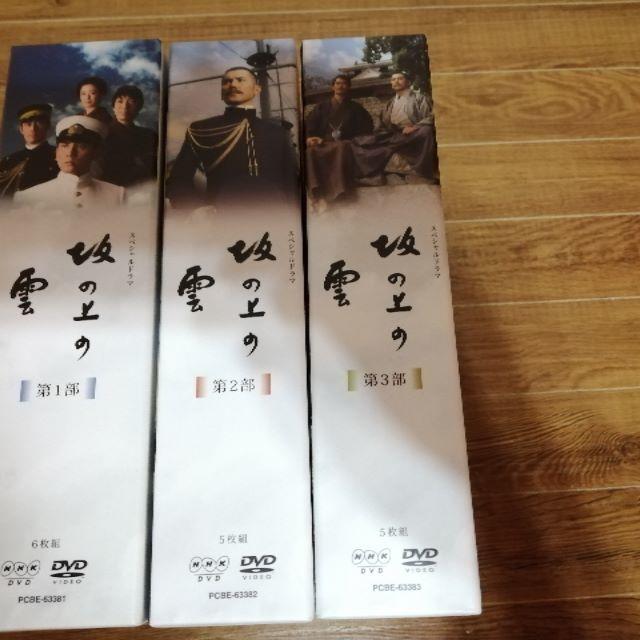 スペシャルドラマ
坂の上の
雲
第1部
6枚組
NHK
DVD
DVD
VIDEO
PCBE-63381
スペシャルドラマ
坂の上の
雲
第2部
5枚組
NHK
DVD
DVD
VIDEO
PCBE-63382
スペシャルドラマ
坂の上の
雲
第3部
5枚組
NHK
DVD
DVD
VIDEO
PCBE-63383